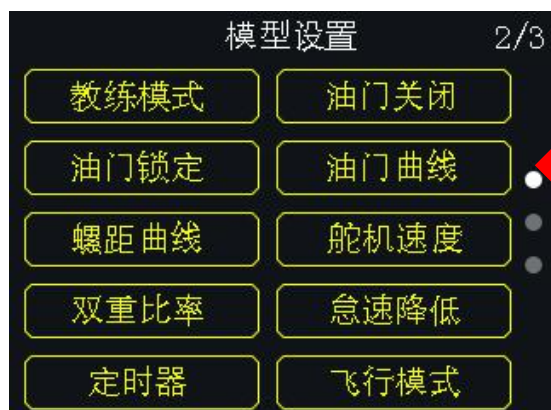 模型设置 2/3
教练模式 油门关闭
油门锁定 油门曲线
螺距曲线 舵机速度
双重比率 怠速降低
定时器 飞行模式